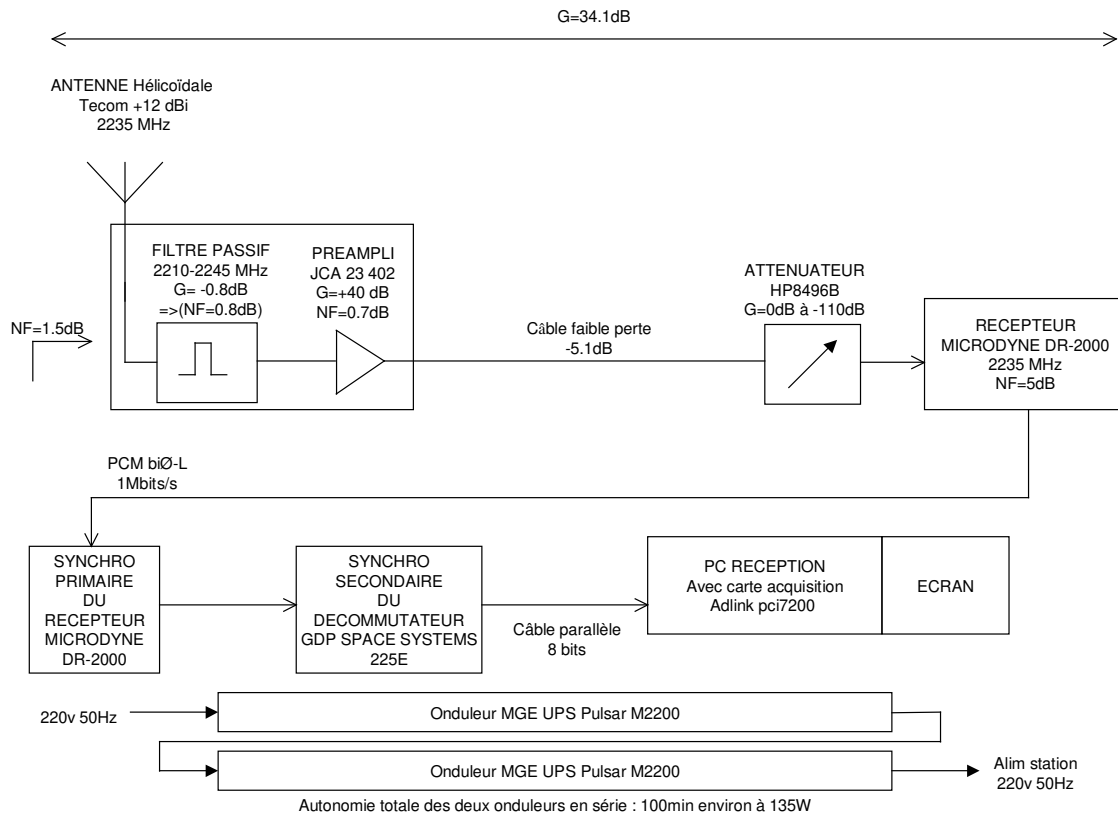 G=34.1dB
ANTENNE Hélicoïdale
Tecom +12 dBi
2235 MHz
NF=1.5dB
FILTRE PASSIF
2210-2245 MHz
G= -0.8dB
=>(NF=0.8dB)
PREAMPLI
JCA 23 402
G=+40 dB
NF=0.7dB
Câble faible perte
-5.1dB
ATTENUATEUR
HP8496B
G=0dB à -110dB
RECEPTEUR
MICRODYNE DR-2000
2235 MHz
NF=5dB
PCM biØ-L
1Mbits/s
SYNCHRO
PRIMAIRE
DU
RECEPTEUR
MICRODYNE
DR-2000
SYNCHRO
SECONDAIRE
DU
DECOMMUTATEUR
GDP SPACE SYSTEMS
225E
Câble parallèle
8 bits
PC RECEPTION
Avec carte acquisition
Adlink pci7200
ECRAN
220v 50Hz
Onduleur MGE UPS Pulsar M2200
Onduleur MGE UPS Pulsar M2200
Alim station
220v 50Hz
Autonomie totale des deux onduleurs en série : 100min environ à 135W